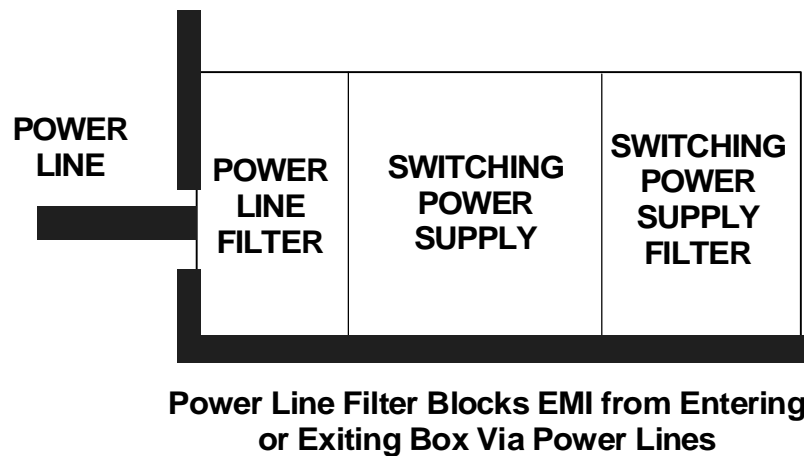 POWER
LINE
POWER
LINE
FILTER
SWITCHING
POWER
SUPPLY
SWITCHING
POWER
SUPPLY
FILTER
Power Line Filter Blocks EMI from Entering
or Exiting Box Via Power Lines